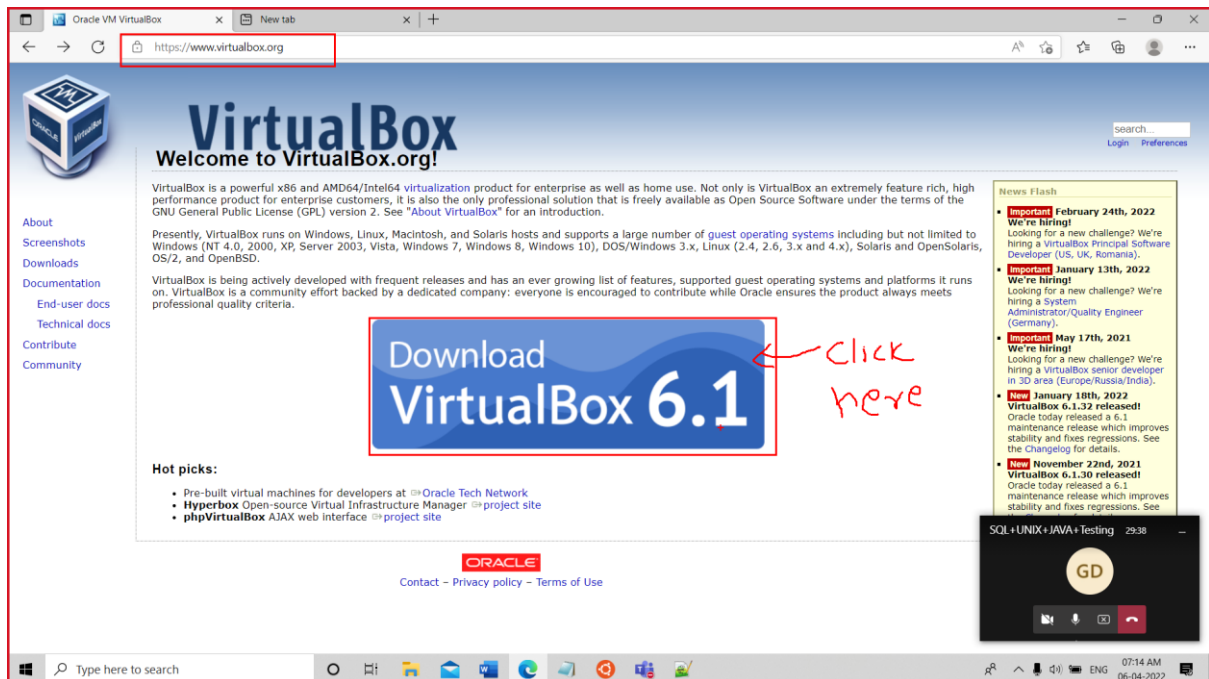 Oracle VM VirtualBox
New tab
https://www.virtualbox.org
VirtualBox
search...
Login Preferences
Welcome to VirtualBox.org!
VirtualBox is a powerful x86 and AMD64/Intel64 virtualization product for enterprise as well as home use. Not only is VirtualBox an extremely feature rich, high
performance product for enterprise customers, it is also the only professional solution that is freely available as Open Source Software under the terms of the
GNU General Public License (GPL) version 2. See "About VirtualBox" for an introduction.
Presently, VirtualBox runs on Windows, Linux, Macintosh, and Solaris hosts and supports a large number of guest operating systems including but not limited to
Windows (NT 4.0, 2000, XP, Server 2003, Vista, Windows 7, Windows 8, Windows 10), DOS/Windows 3.x, Linux (2.4, 2.6, 3.x and 4.x), Solaris and OpenSolaris,
OS/2, and OpenBSD.
VirtualBox is being actively developed with frequent releases and has an ever growing list of features, supported guest operating systems and platforms it runs
on. VirtualBox is a community effort backed by a dedicated company: everyone is encouraged to contribute while Oracle ensures the product always meets
professional quality criteria.
About
Screenshots
Downloads
Documentation
End-user docs
Technical docs
Contribute
Community
Download
VirtualBox 6.1
Click
here
Hot picks:
• Pre-built virtual machines for developers at Oracle Tech Network
• Hyperbox Open-source Virtual Infrastructure Manager project site
• phpVirtualBox AJAX web interface project site
News Flash
• Important February 24th, 2022
We're hiring!
Looking for a new challenge? We're
hiring a VirtualBox Principal Software
Developer (US, UK, Romania).
• Important January 13th, 2022
We're hiring!
Looking for a new challenge? We're
hiring a System
Administrator/Quality Engineer
(Germany).
• Important May 17th, 2021
We're hiring!
Looking for a new challenge? We're
hiring a VirtualBox senior developer
in 3D area (Europe/Russia/India).
• New January 18th, 2022
VirtualBox 6.1.32 released!
Oracle today released a 6.1
maintenance release which improves
stability and fixes regressions. See
the Changelog for details.
• New November 22nd, 2021
VirtualBox 6.1.30 released!
Oracle today released a 6.1
maintenance release which improves
stability and fixes regressions. See
ORACLE
Contact – Privacy policy – Terms of Use
SQL+UNIX+JAVA+Testing 29:38
GD
Type here to search
ENG
07:14 AM
06-04-2022